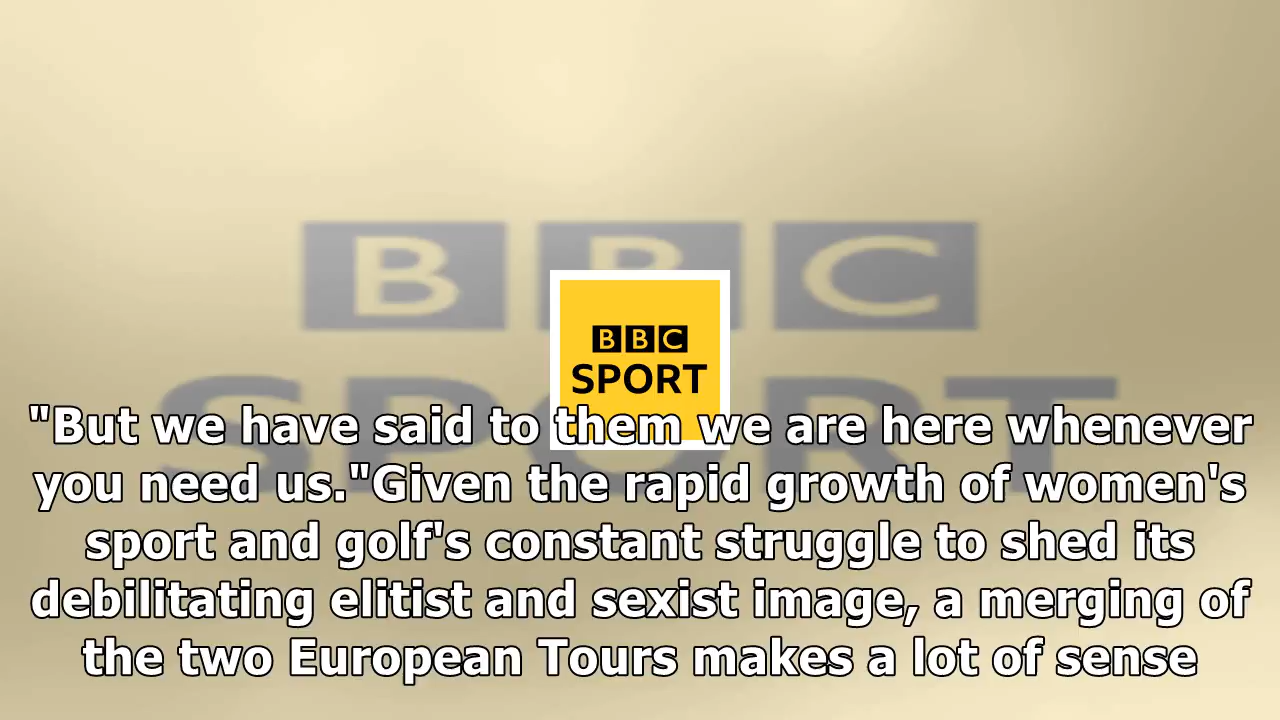 BBC
SPORT
BBC
SPORT
"But we have said to them we are here whenever
you need us."Given the rapid growth of women's
sport and golf's constant struggle to shed its
debilitating elitist and sexist image, a merging of
the two European Tours makes a lot of sense